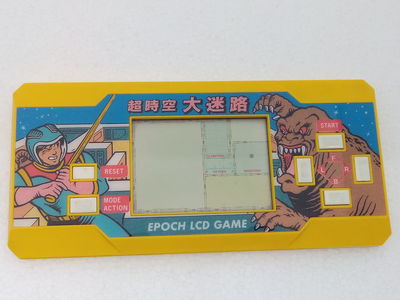 超時空 大迷路
START
RESET
F
L
R
B
MODE
ACTION
EPOCH LCD GAME